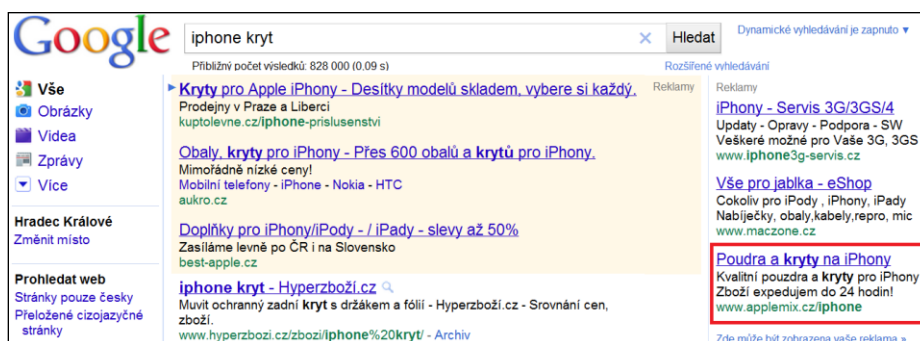 Google
iphone kryt
Hledat
Dynamické vyhledávání je zapnuto ▼
Přibližný počet výsledků: 828 000 (0,09 s)
Rozšířené vyhledávání
Vše
Obrázky
Videa
Zprávy
Více
Hradec Králové
Změnit místo
Prohledat web
Stránky pouze česky
Přeložené cizojazyčné
stránky
Kryty pro Apple iPhony - Desítky modelů skladem, vybere si každý.
Reklamy
Prodejny v Praze a Liberci
kuptolevne.cz/iphone-prislusenstvi
Obaly, kryty pro iPhony - Přes 600 obalů a krytů pro iPhony.
Mimořádně nízké ceny!
Mobilní telefony - iPhone - Nokia - HTC
aukro.cz
Doplňky pro iPhony/iPody - / iPady - slevy až 50%
Zasíláme levně po ČR i na Slovensko
best-apple.cz
iphone kryt - Hyperzboží.cz
Muvit ochranný zadní kryt s držákem a fólií - Hyperzboží.cz - Srovnání cen,
zboží.
www.hyperzbozi.cz/zbozi/iphone%20kryt/ - Archiv
Reklamy
iPhony - Servis 3G/3GS/4
Updaty - Opravy - Podpora - SW
Veškeré možné pro Vaše 3G, 3GS
www.iphone3g-servis.cz
Vše pro jablka - eShop
Cokoliv pro iPody , iPhony, iPady
Nabíječky, obaly,kabely,repro, mic
www.maczone.cz
Poudra a kryty na iPhony
Kvalitní pouzdra a kryty pro iPhony
Zboží expedujem do 24 hodin!
www.applemix.cz/iphone
Zde může být zobrazena vaše reklama »